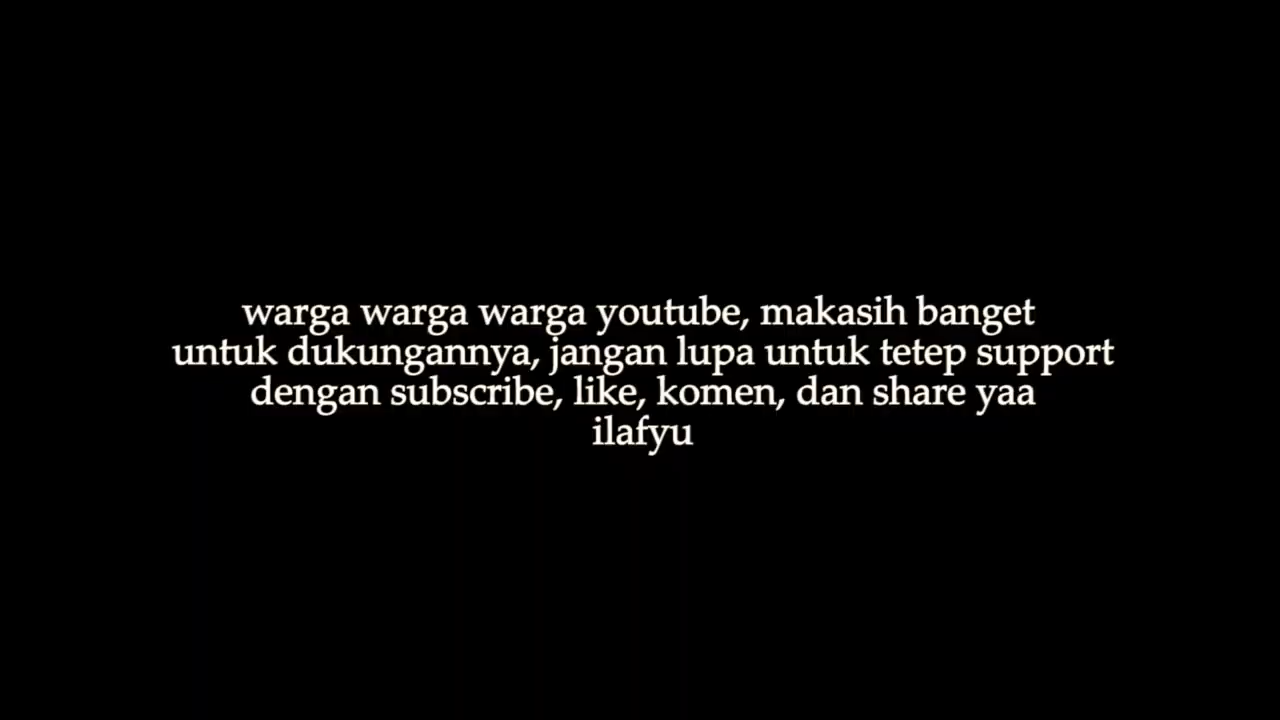 warga warga warga youtube, makasih banget
untuk dukungannya, jangan lupa untuk tetep support
dengan subscribe, like, komen, dan share yaa
ilafyu